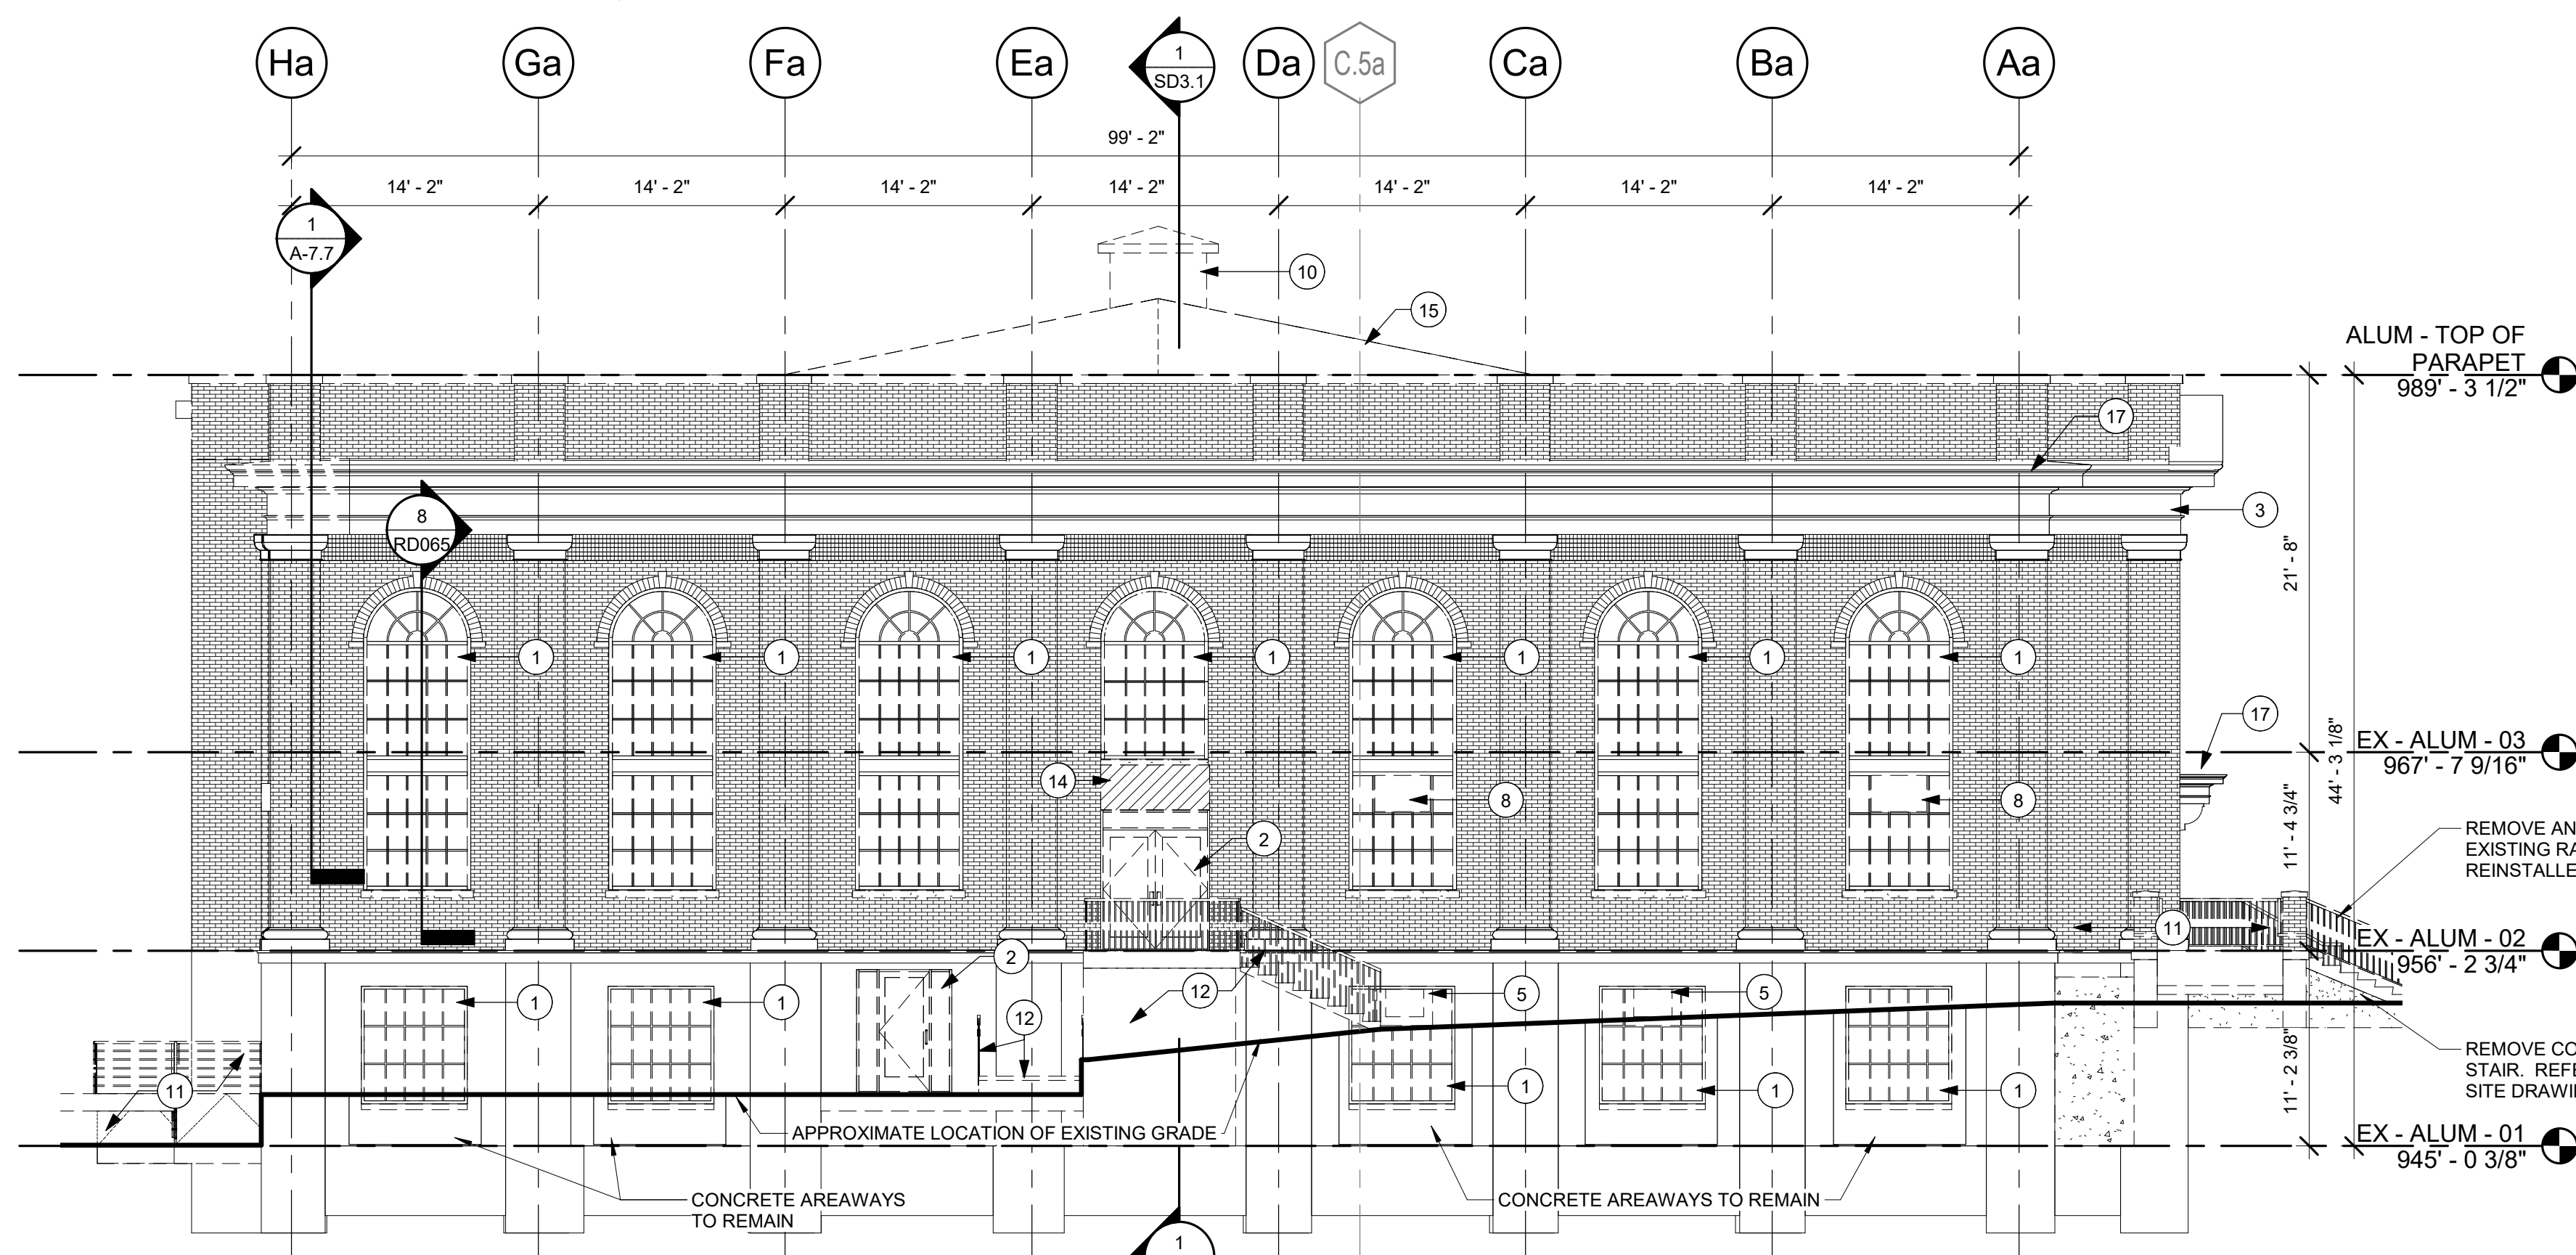 Ha Ga Fa Ea 1 Da C.5a Ca Ba Aa
SD3.1
99' - 2"
14' - 2" 14' - 2" 14' - 2" 14' - 2" 14' - 2" 14' - 2" 14' - 2"
1
A-7.7
10
15
ALUM - TOP OF
PARAPET
989' - 3 1/2"
17
8
RD065
3
21' - 8"
1 1 1 1 1 1 1
17
44' - 3 1/8"
EX - ALUM - 03
967' - 7 9/16"
14
8 8
11' - 4 3/4"
2
REMOVE AN
EXISTING RA
REINSTALLE
11
EX - ALUM - 02
956' - 2 3/4"
2
12
5 5
1 1
12
11' - 2 3/8"
REMOVE CO
STAIR. REFE
SITE DRAWI
11
1 1 1
APPROXIMATE LOCATION OF EXISTING GRADE
EX - ALUM - 01
945' - 0 3/8"
CONCRETE AREAWAYS
TO REMAIN
CONCRETE AREAWAYS TO REMAIN
1